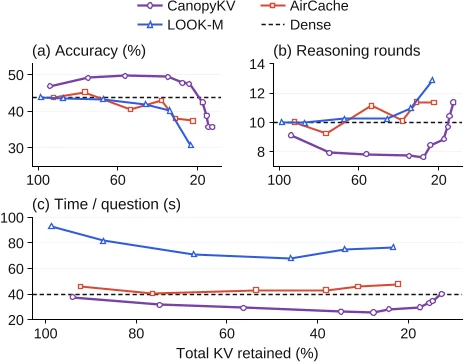 CanopyKV AirCache
LOOK-M Dense
(a) Accuracy (%) (b) Reasoning rounds
50
40
30
100 60 20
14
12
10
8
100 60 20
(c) Time / question (s)
100
80
60
40
20
100 80 60 40 20
Total KV retained (%)